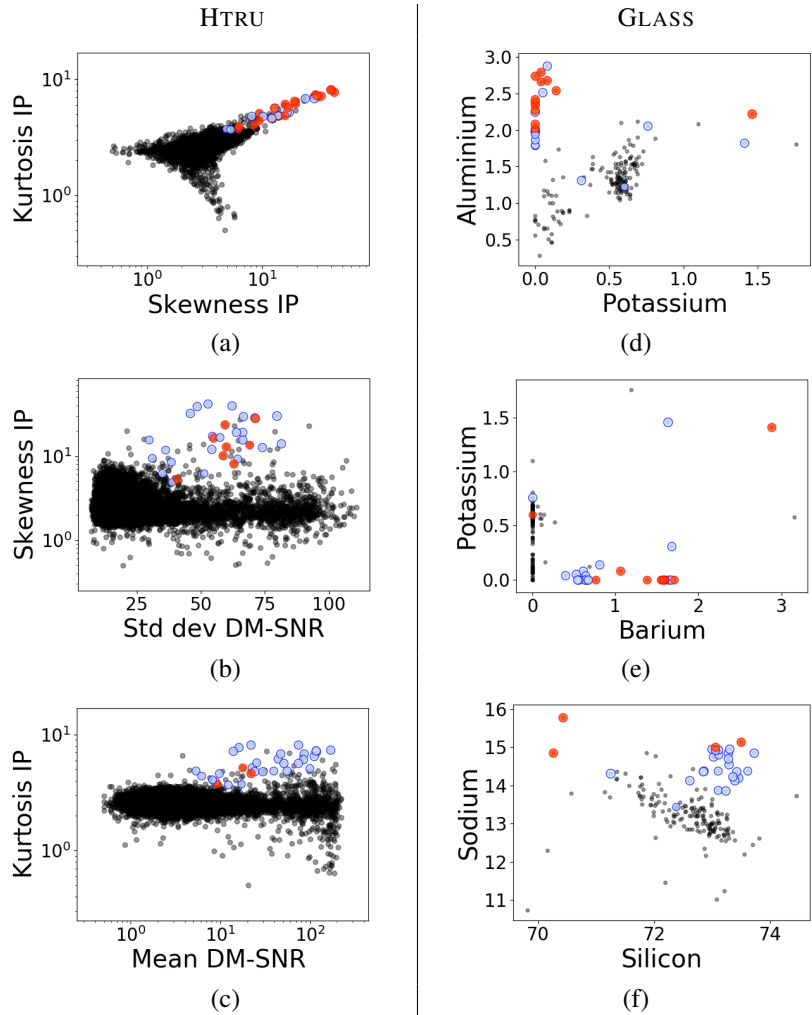 HTRU
Kurtosis IP
10¹
10⁰
10⁰ 10¹
Skewness IP
(a)
Skewness IP
10¹
10⁰
25 50 75 100
Std dev DM-SNR
(b)
Kurtosis IP
10¹
10⁰
10⁰ 10¹ 10²
Mean DM-SNR
(c)
GLASS
Aluminium
3.0
2.5
2.0
1.5
1.0
0.5
0.0 0.5 1.0 1.5
Potassium
(d)
Potassium
1.5
1.0
0.5
0.0
0 1 2 3
Barium
(e)
Sodium
16
15
14
13
12
11
70 72 74
Silicon
(f)